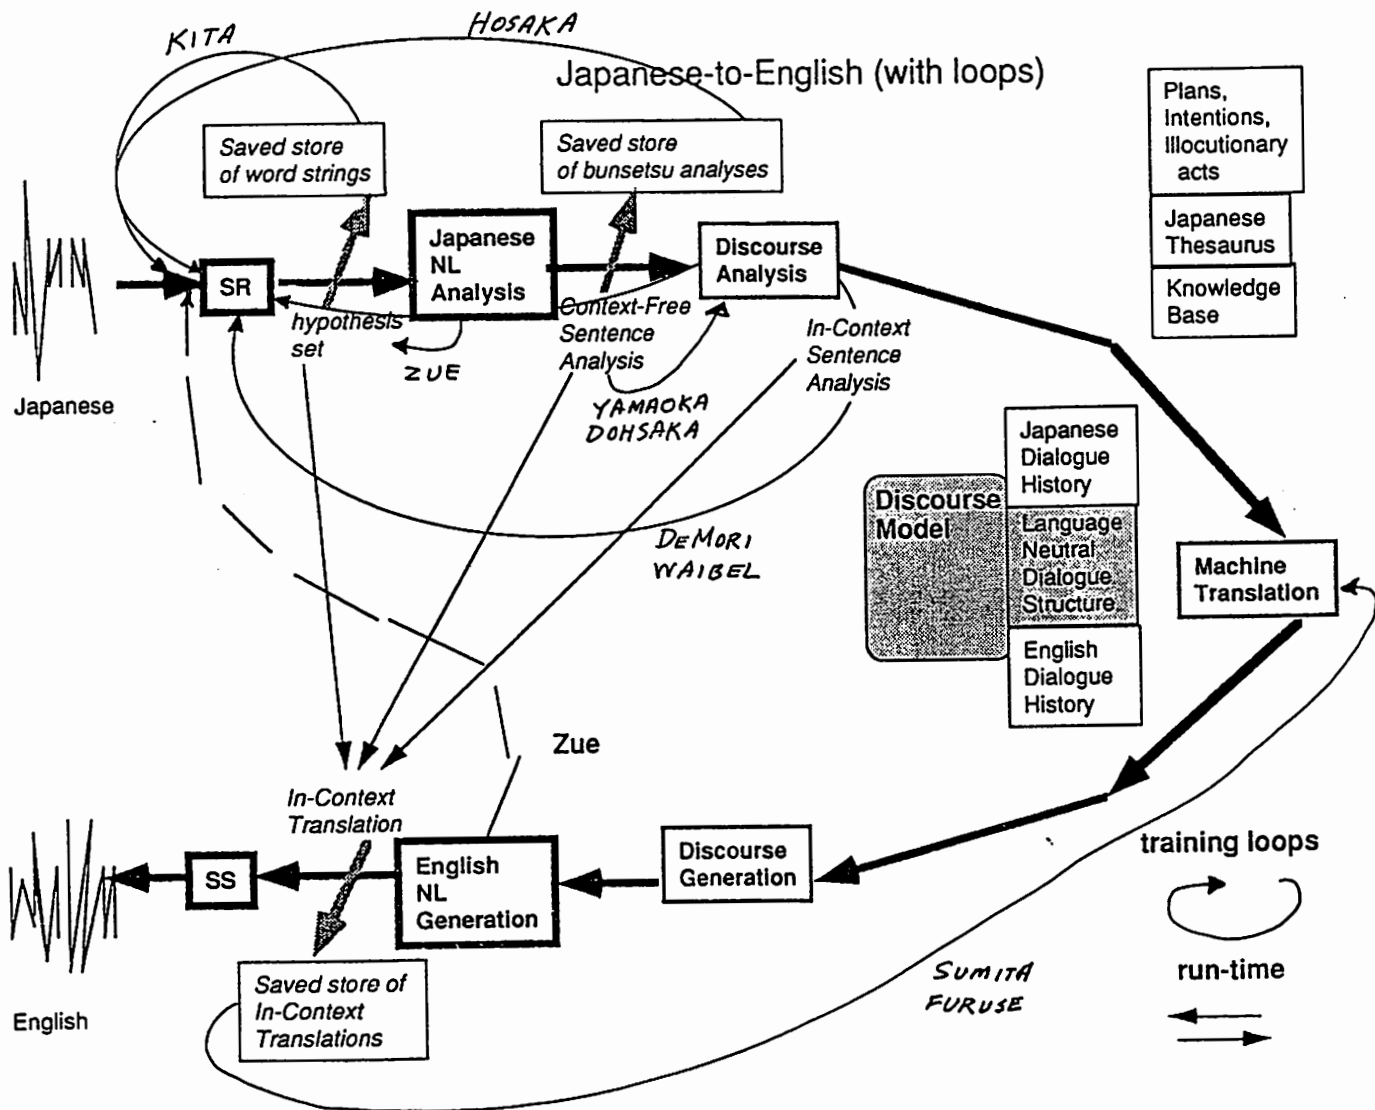 KITA
HOSAKA
Japanese-to-English (with loops)
Saved store
of word strings
Saved store
of bunsetsu analyses
Plans,
Intentions,
Illocutionary
acts
Japanese
Thesaurus
Knowledge
Base
SR
Japanese
NL
Analysis
Discourse
Analysis
hypothesis
set
Context-Free
Sentence
Analysis
In-Context
Sentence
Analysis
ZUE
Japanese
YAMAOKA
DOHSAKA
DEMORI
WAIBEL
Discourse
Model
Japanese
Dialogue
History
Language
Neutral
Dialogue
Structure
English
Dialogue
History
Machine
Translation
Zue
In-Context
Translation
SS
English
NL
Generation
Discourse
Generation
training loops
run-time
English
Saved store of
In-Context
Translations
SUMITA
FURUSE